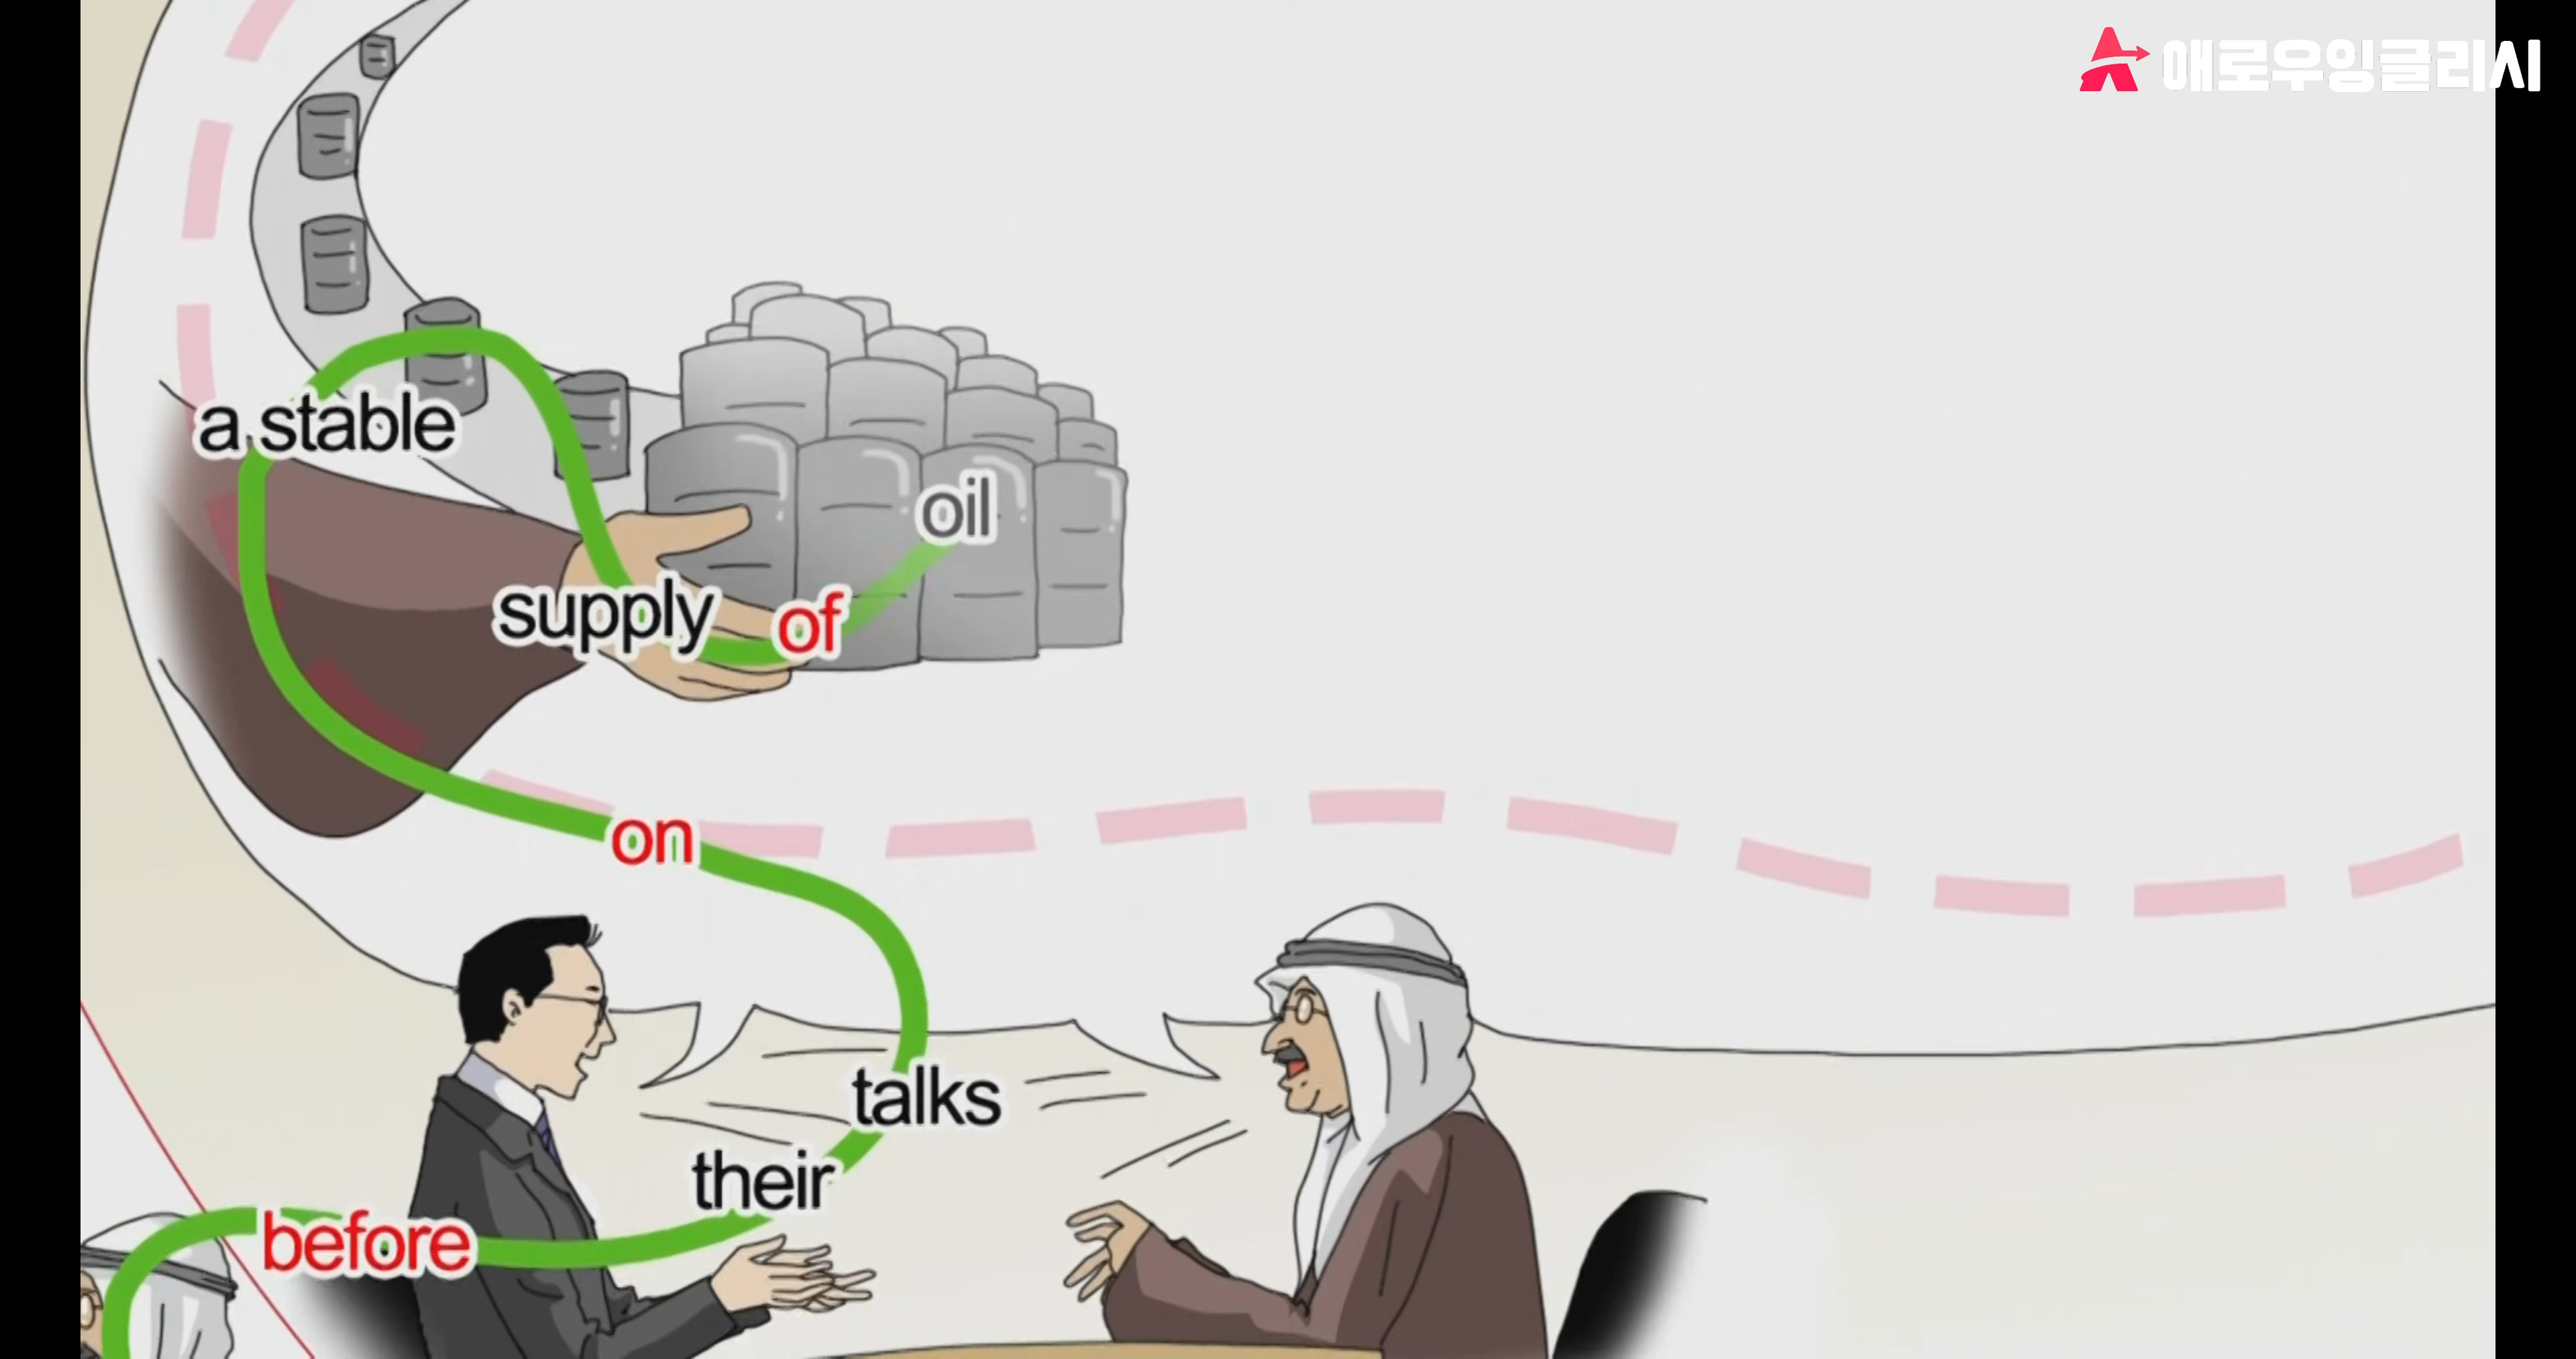 애로우잉글리시
before
their
talks
on
a stable
supply of
oil